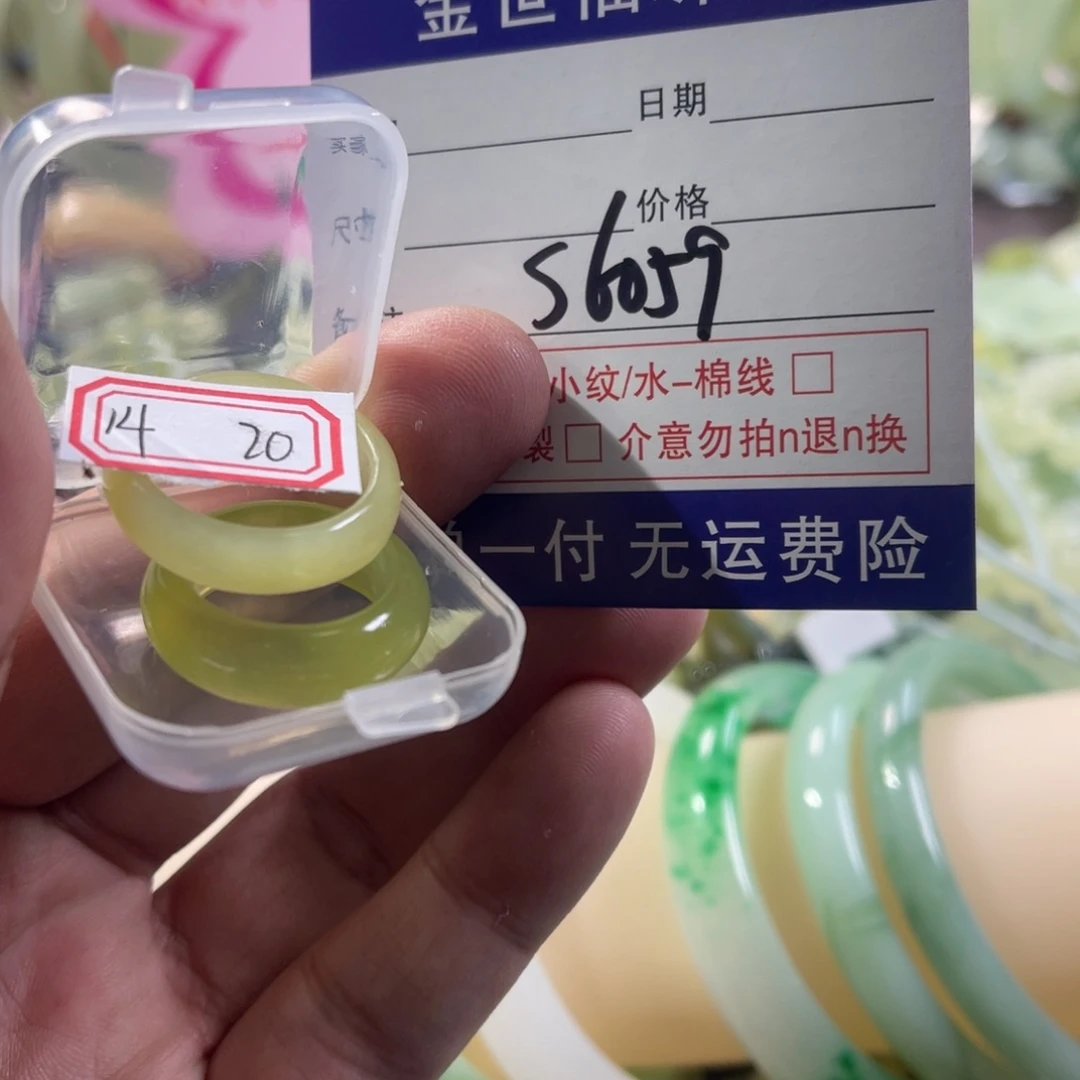 日期
价格
S6059
小纹/水-棉线 □
裂□ 介意勿拍n退n换
一付 无运费险
14 20